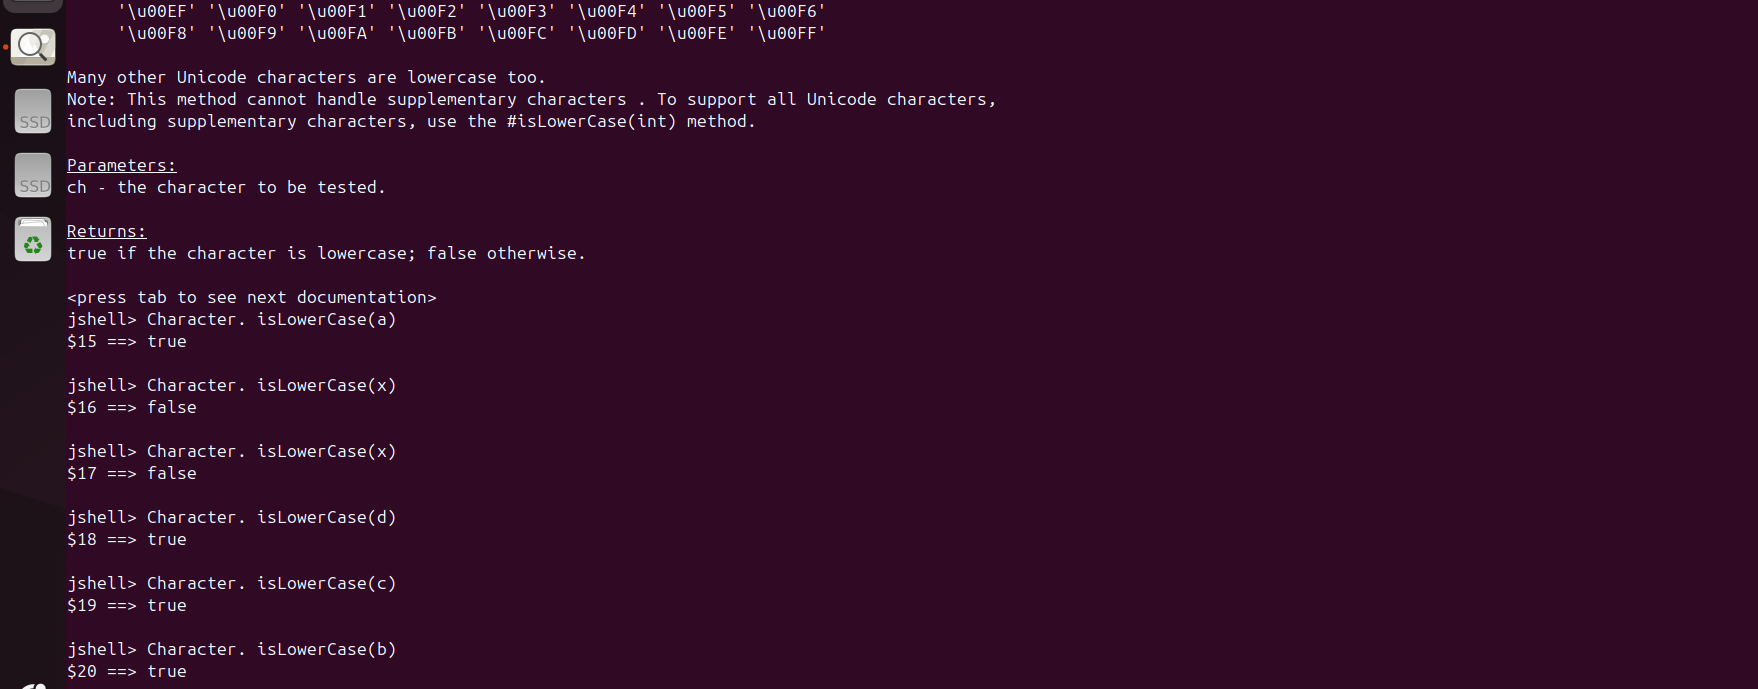 '\u00EF' '\u00F0' '\u00F1' '\u00F2' '\u00F3' '\u00F4' '\u00F5' '\u00F6'
'\u00F8' '\u00F9' '\u00FA' '\u00FB' '\u00FC' '\u00FD' '\u00FE' '\u00FF'
Many other Unicode characters are lowercase too.
Note: This method cannot handle supplementary characters . To support all Unicode characters,
including supplementary characters, use the #isLowerCase(int) method.
SSD
Parameters:
SSD
ch - the character to be tested.
Returns:
true if the character is lowercase; false otherwise.
<press tab to see next documentation>
jshell> Character. isLowerCase(a)
$15 ==> true
jshell> Character. isLowerCase(x)
$16 ==> false
jshell> Character. isLowerCase(x)
$17 ==> false
jshell> Character. isLowerCase(d)
$18 ==> true
jshell> Character. isLowerCase(c)
$19 ==> true
jshell> Character. isLowerCase(b)
$20 ==> true